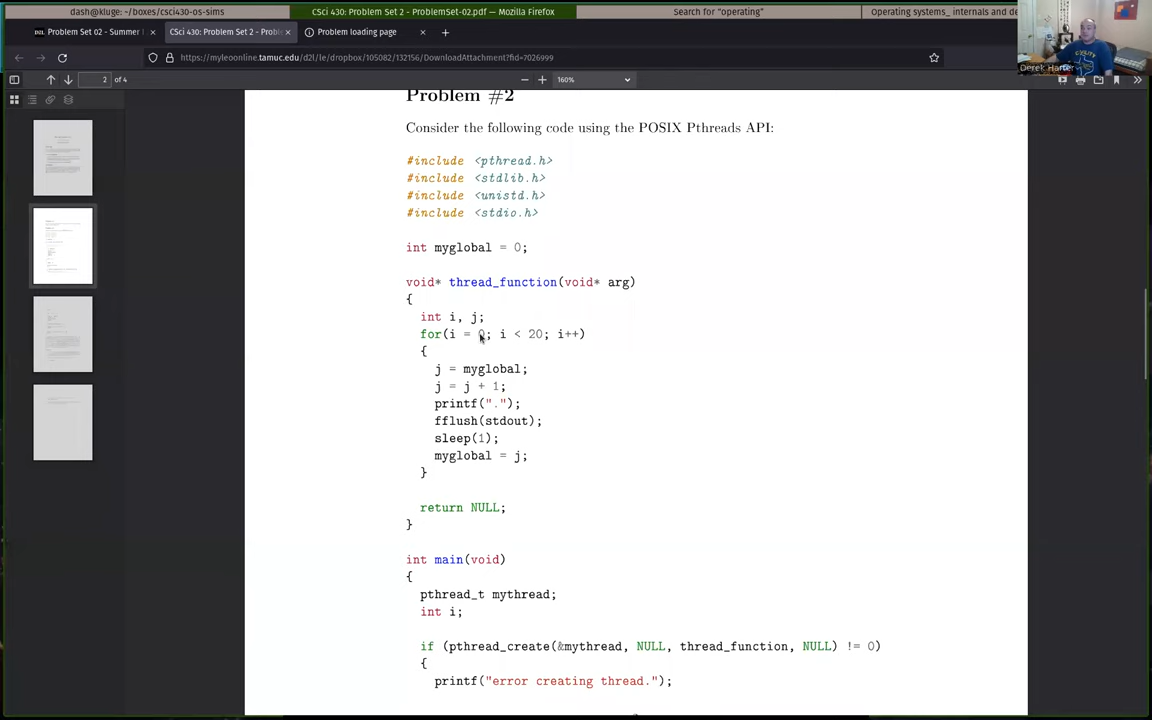 dash@kluge: ~/boxes/csci430-os-sims
CSci 430: Problem Set 2 - ProblemSet-02.pdf — Mozilla Firefox
Search for "operating"
Operating systems_ internals and de
Problem Set 02 - Summer
CSci 430: Problem Set 2 - Proble
Problem loading page
https://myleoonline.tamuc.edu/d2l/le/dropbox/105082/132156/DownloadAttachment?fid=7026999
Derek Harter
2 of 4
160%
Problem #2
Consider the following code using the POSIX Pthreads API:
#include <pthread.h>
#include <stdlib.h>
#include <unistd.h>
#include <stdio.h>
int myglobal = 0;
void* thread_function(void* arg)
{
int i, j;
for(i = 0; i < 20; i++)
{
j = myglobal;
j = j + 1;
printf(".");
fflush(stdout);
sleep(1);
myglobal = j;
}
return NULL;
}
int main(void)
{
pthread_t mythread;
int i;
if (pthread_create(&mythread, NULL, thread_function, NULL) != 0)
{
printf("error creating thread.");